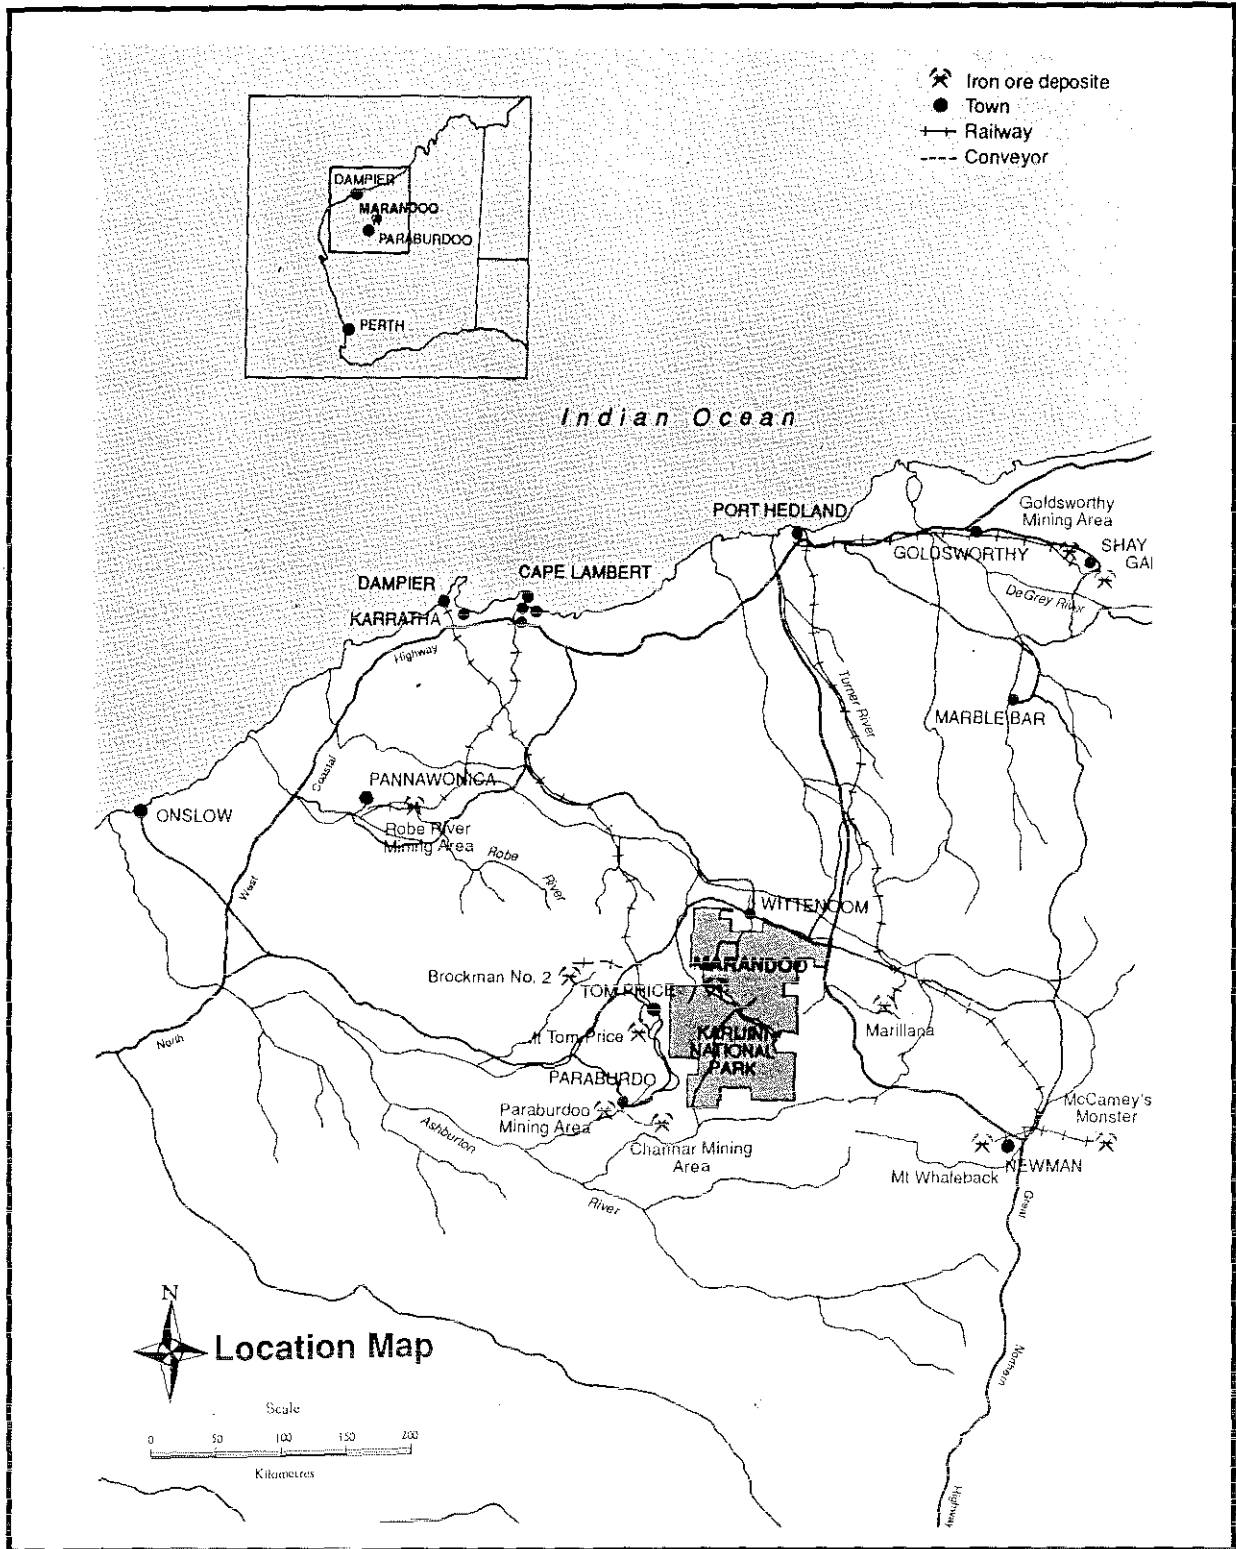 Iron ore deposite
Town
Railway
Conveyor
DAMPIER
MARANDOO
PARABURDOO
PERTH
Indian Ocean
PORT HEDLAND
Goldsworthy
Mining Area
GOLDSWORTHY
SHAY
GAI
DeGrey River
DAMPIER
CAPE LAMBERT
KARRATHA
Highway
Turner River
MARBLE BAR
Coastal
PANNAWONICA
ONSLOW
Robe River
Mining Area
Robe
River
West
WITTENOOM
MARANDOO
Brockman No. 2
TOM PRICE
Marillana
North
Mt Tom Price
KARIJINI
NATIONAL
PARK
PARABURDO
Paraburdoo
Mining Area
McCamey's
Monster
Ashburton
Channar Mining
Area
NEWMAN
Mt Whaleback
River
Great
N
Location Map
Northern
Scale
0 50 100 150 200
Kilometres
Highway